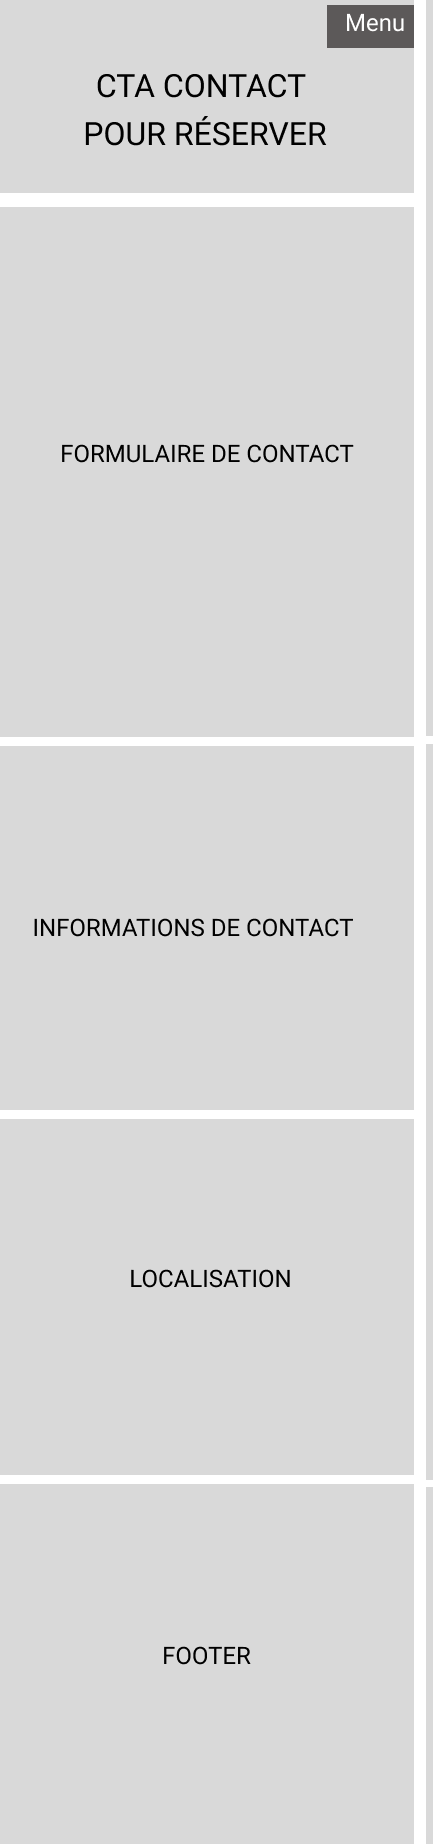 Menu
CTA CONTACT
POUR RÉSERVER
FORMULAIRE DE CONTACT
INFORMATIONS DE CONTACT
LOCALISATION
FOOTER